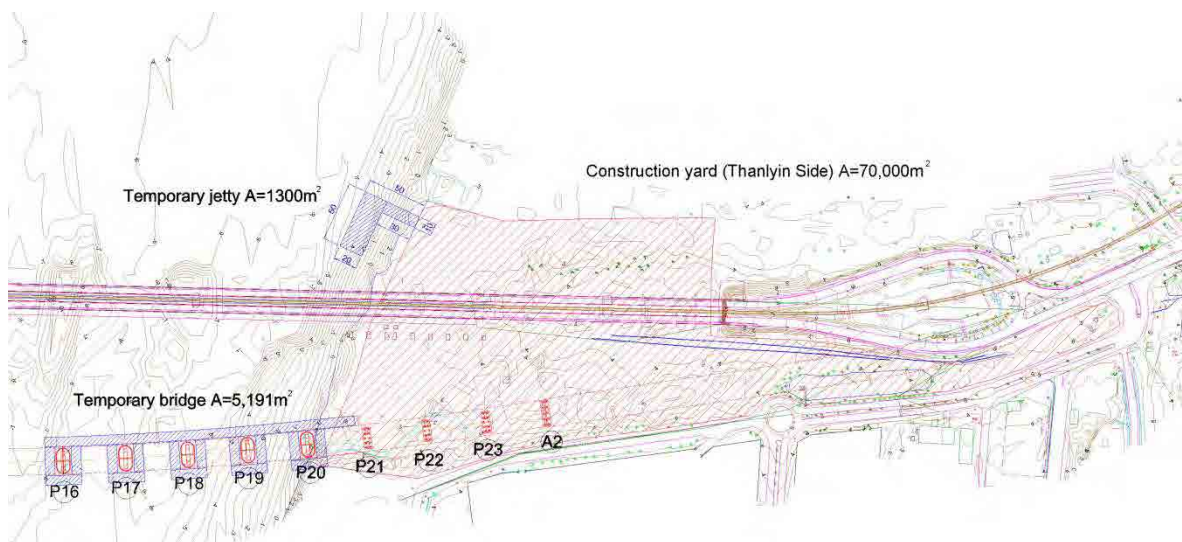 Construction yard (Thanlyin Side) A=70,000m²
Temporary jetty A=1300m²
50
60
30
20
Temporary bridge A=5,191m²
P16
P17
P18
P19
P20
P21
P22
P23
A2